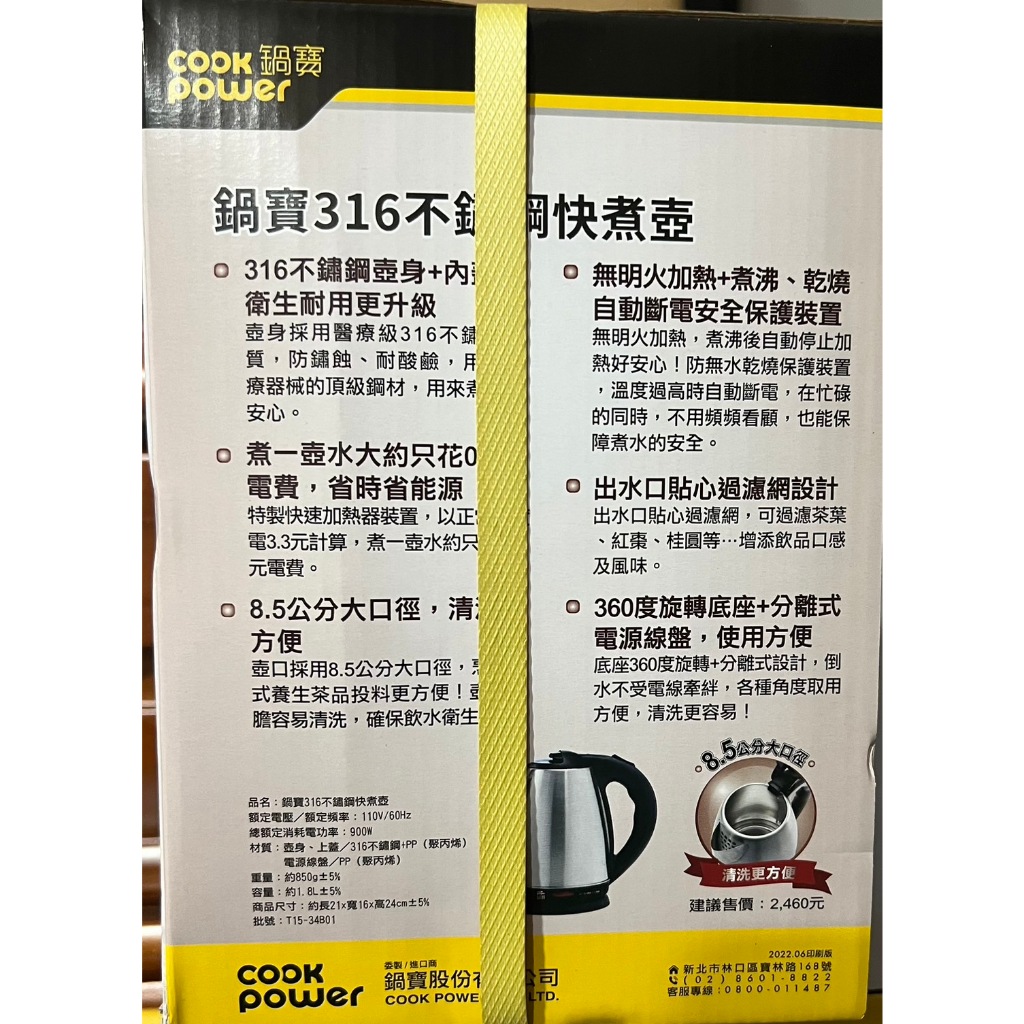 COOK 鍋寶
power
鍋寶316不 鋼快煮壺
316不鏽鋼壺身+內
衛生耐用更升級
壺身採用醫療級316不鏽
質，防鏽蝕、耐酸鹼，用
療器械的頂級鋼材，用來煮
安心。
煮一壺水大約只花0
電費，省時省能源
特製快速加熱器裝置，以正
電3.3元計算，煮一壺水約只
元電費。
8.5公分大口徑，清
方便
壺口採用8.5公分大口徑，
式養生茶品投料更方便！
膽容易清洗，確保飲水衛生
無明火加熱+煮沸、乾燒
自動斷電安全保護裝置
無明火加熱，煮沸後自動停止加
熱好安心！防無水乾燒保護裝置
，溫度過高時自動斷電，在忙碌
的同時，不用頻頻看顧，也能保
障煮水的安全。
出水口貼心過濾網設計
出水口貼心過濾網，可過濾茶葉
、紅棗、桂圓等…增添飲品口感
及風味。
360度旋轉底座+分離式
電源線盤，使用方便
底座360度旋轉+分離式設計，倒
水不受電線牽絆，各種角度取用
方便，清洗更容易！
8.5公分大口徑
清洗更方便
建議售價：2,460元
品名：鍋寶316不鏽鋼快煮壺
額定電壓／額定頻率：110V/60Hz
總額定消耗電功率：900W
材質：壺身、上蓋／316不鏽鋼+PP（聚丙烯）
電源線盤／PP（聚丙烯）
重量：約850g±5%
容量：約1.8L±5%
商品尺寸：約長21x寬16x高24cm±5%
批號：T15-34B01
COOK
power
委製/進口商
鍋寶股份 公司
COOK POWE LTD.
2022.06印刷版
新北市林口區寶林路168號
(02)8601-8822
客服專線：0800-011487